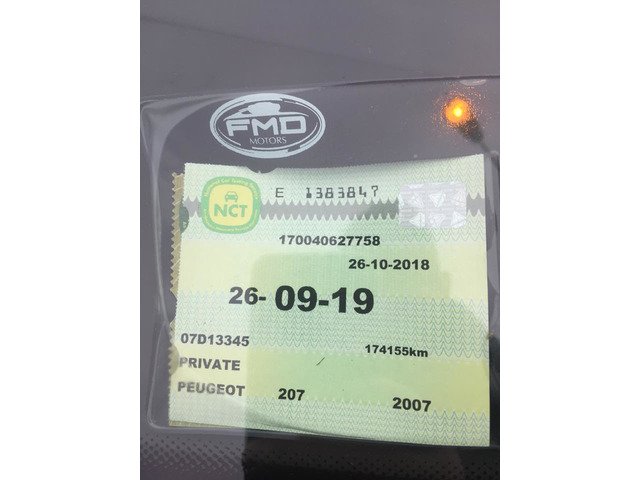 FMD
MOTORS
E 1383847
NCT
170040627758
26-10-2018
26-09-19
07D13345
174155km
PRIVATE
PEUGEOT 207 2007